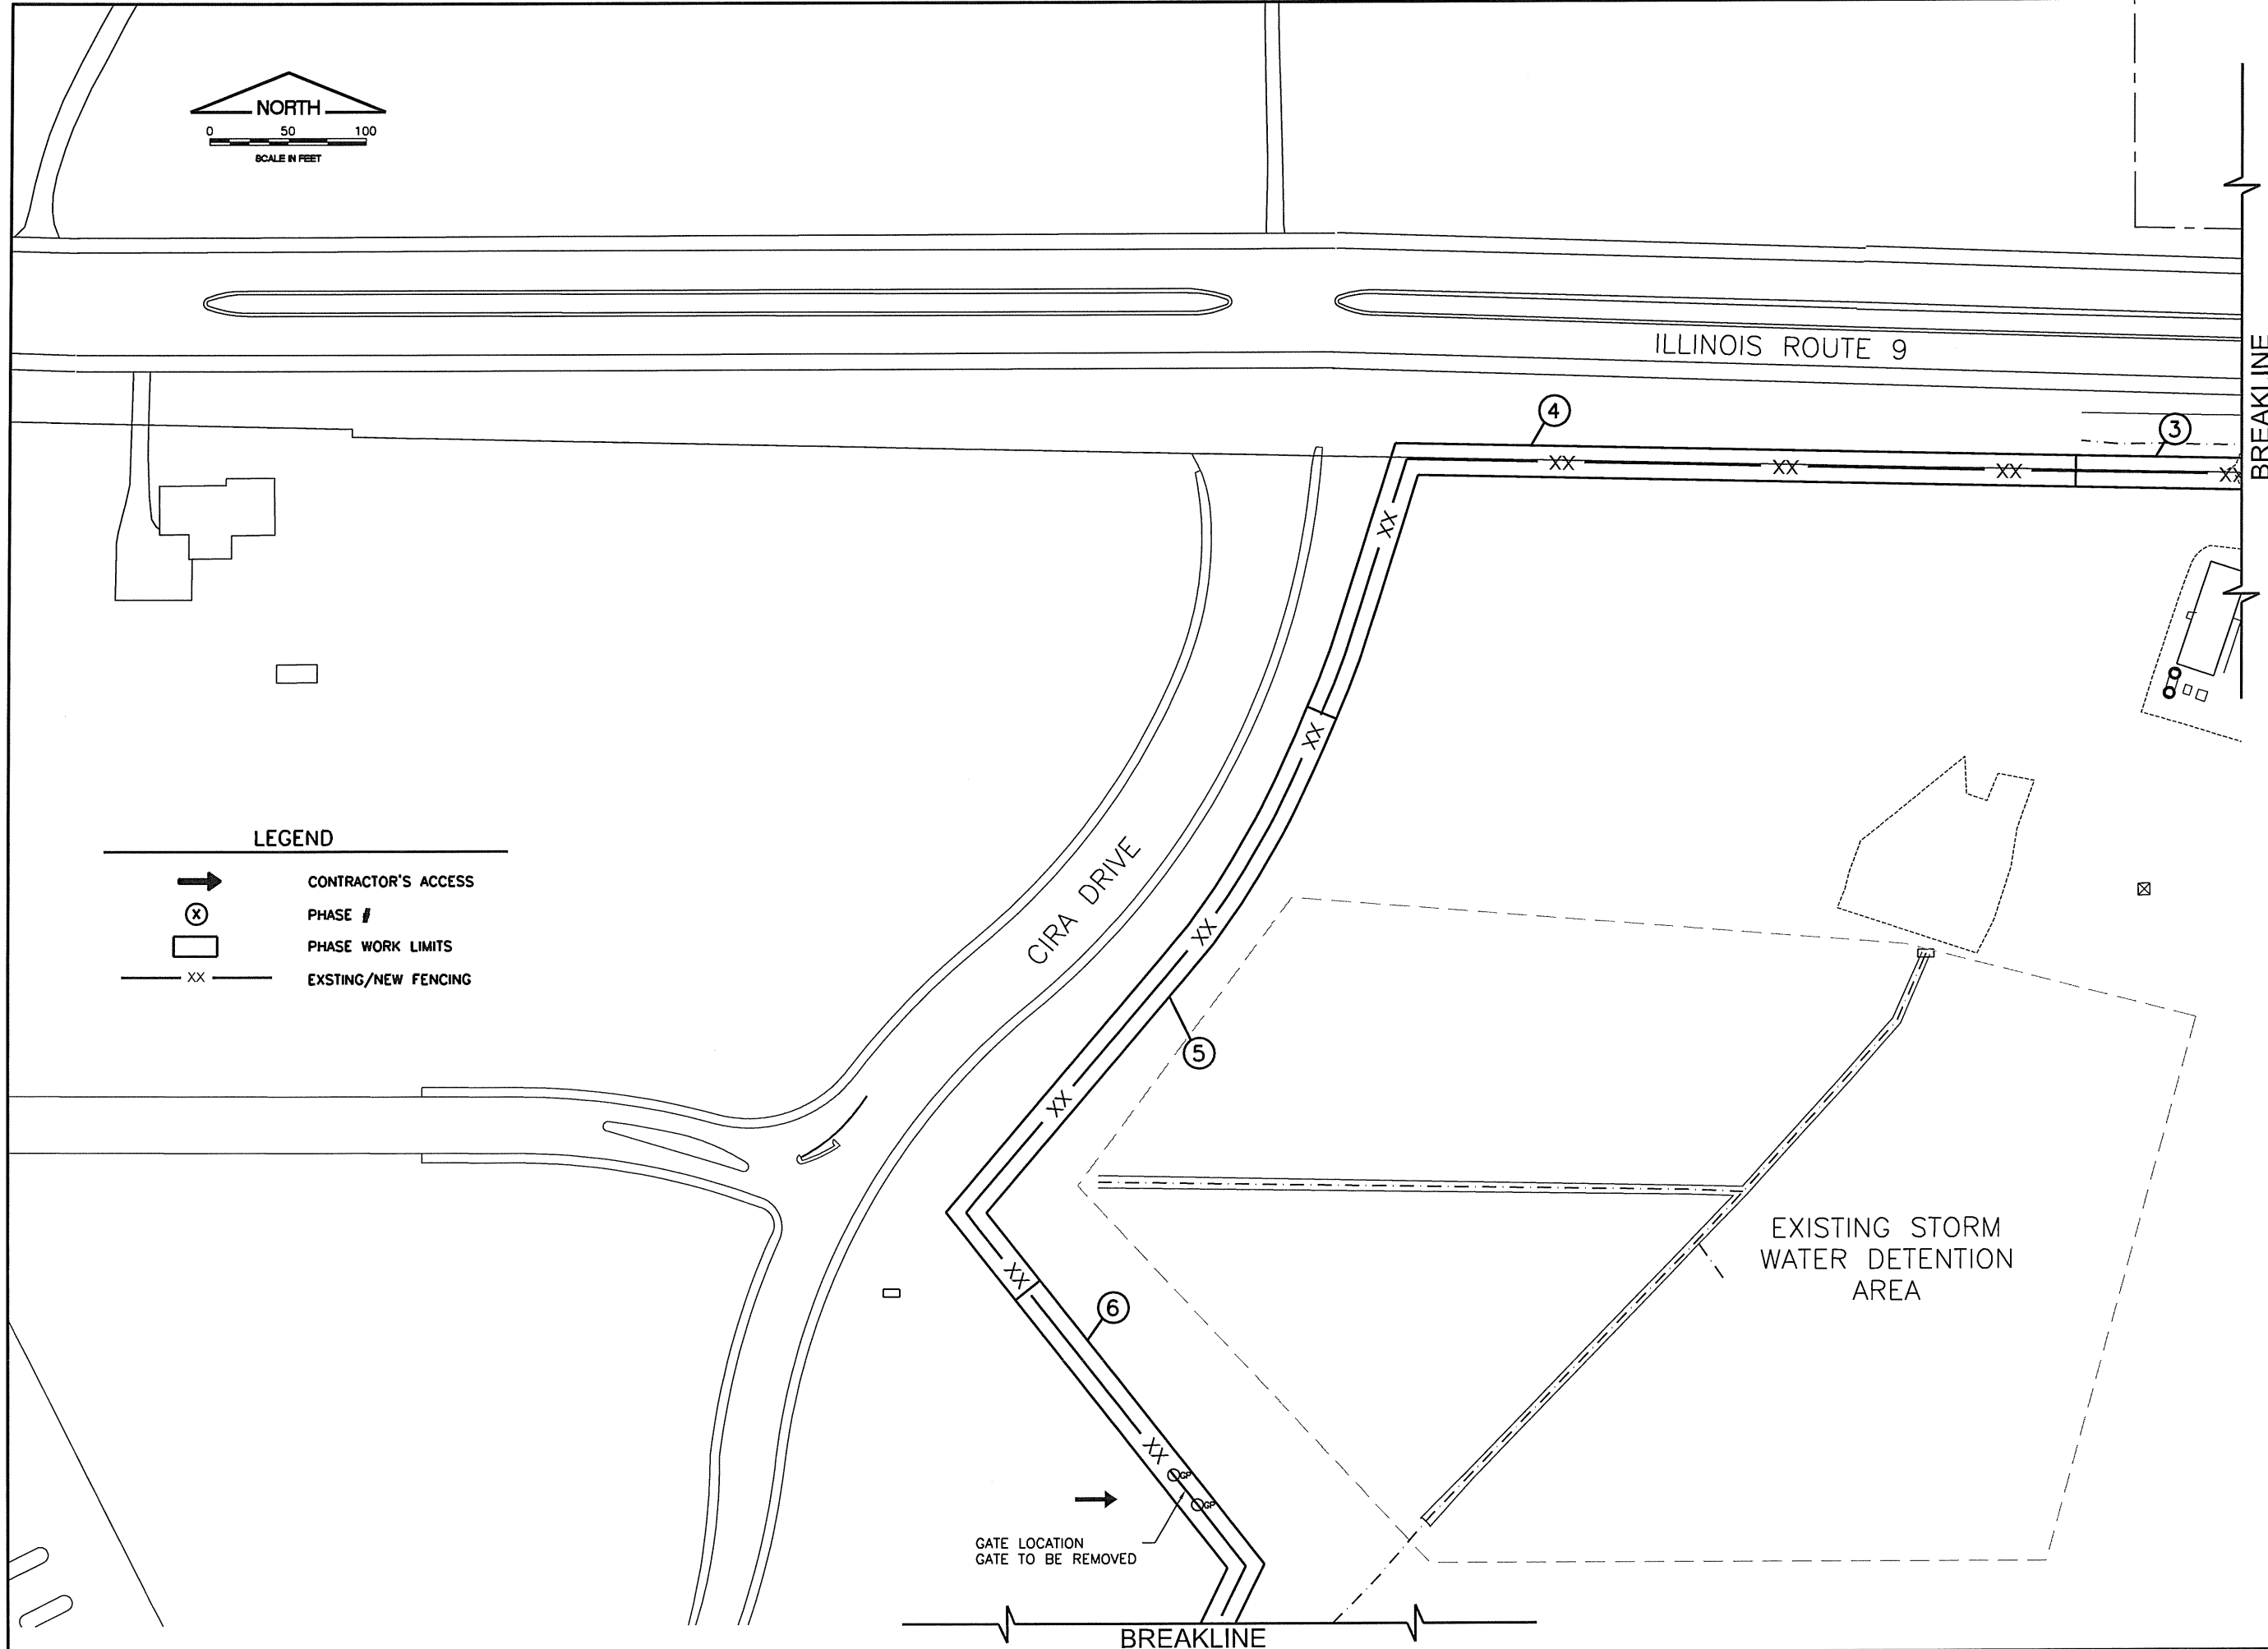 NORTH
0 50 100
SCALE IN FEET
ILLINOIS ROUTE 9
BREAKLINE
4
3
XX
XX
XX
XX
XX
XX
LEGEND
CONTRACTOR'S ACCESS
X PHASE #
PHASE WORK LIMITS
XX EXSTING/NEW FENCING
CIRA DRIVE
XX
5
XX
EXISTING STORM
WATER DETENTION
AREA
XX
6
XX
GP
GP
GATE LOCATION
GATE TO BE REMOVED
BREAKLINE